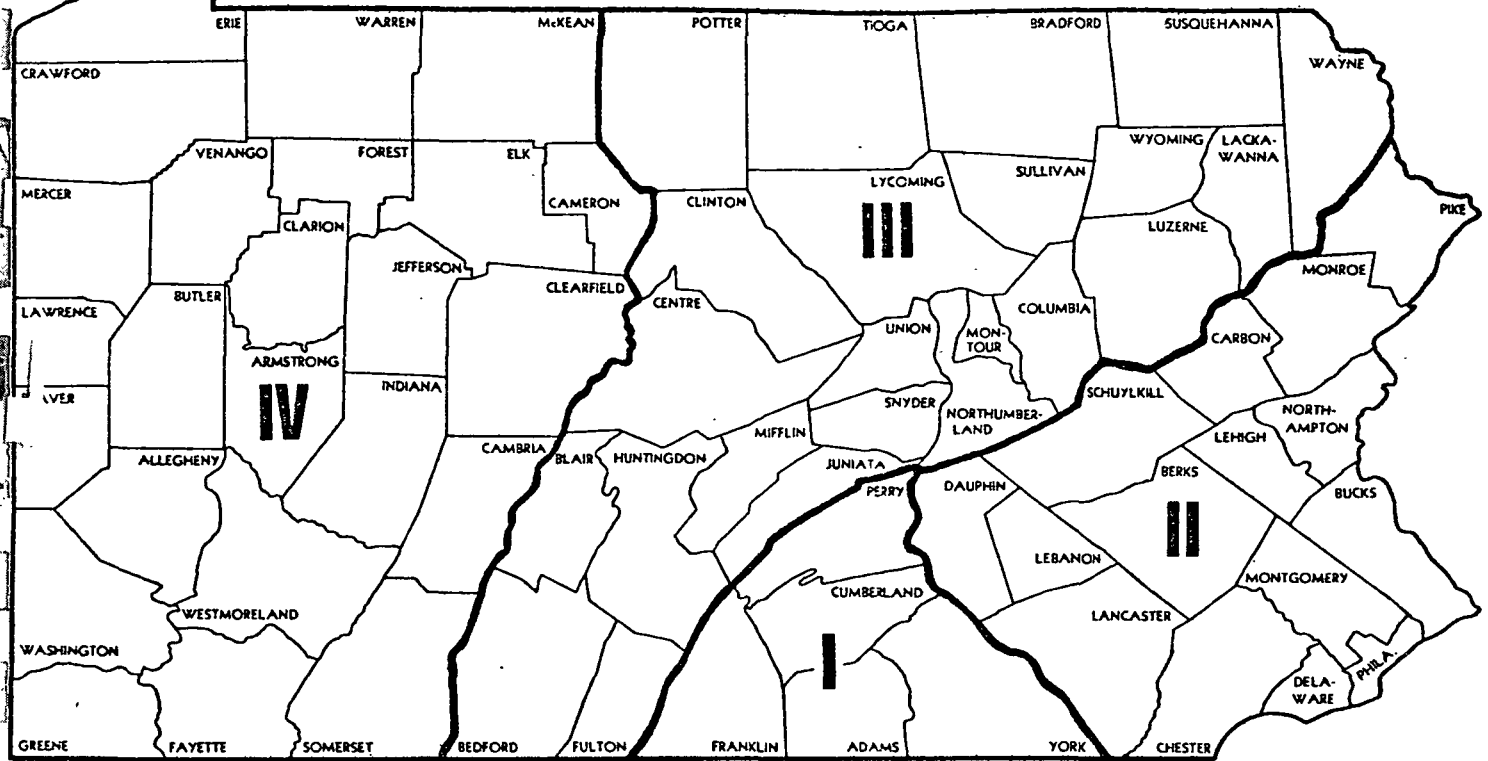 ERIE
WARREN
McKEAN
POTTER
TIOGA
BRADFORD
SUSQUEHANNA
WAYNE
CRAWFORD
VENANGO
FOREST
ELK
WYOMING
LACKA-
WANNA
MERCER
CLARION
CAMERON
CLINTON
LYCOMING
SULLIVAN
PIKE
III
LUZERNE
JEFFERSON
CLEARFIELD
CENTRE
MONROE
LAWRENCE
BUTLER
UNION
MON-
TOUR
COLUMBIA
CARBON
ARMSTRONG
IV
INDIANA
SNYDER
NORTHUMBER-
LAND
SCHUYLKILL
NORTH-
AMPTON
AVER
ALLEGHENY
CAMBRIA
BLAIR
HUNTINGDON
MIFFLIN
JUNIATA
PERRY
DAUPHIN
LEHIGH
BERKS
BUCKS
II
LEBANON
MONTGOMERY
CUMBERLAND
WESTMORELAND
LANCASTER
WASHINGTON
I
PHILA.
DELA-
WARE
GREENE
FAYETTE
SOMERSET
BEDFORD
FULTON
FRANKLIN
ADAMS
YORK
CHESTER